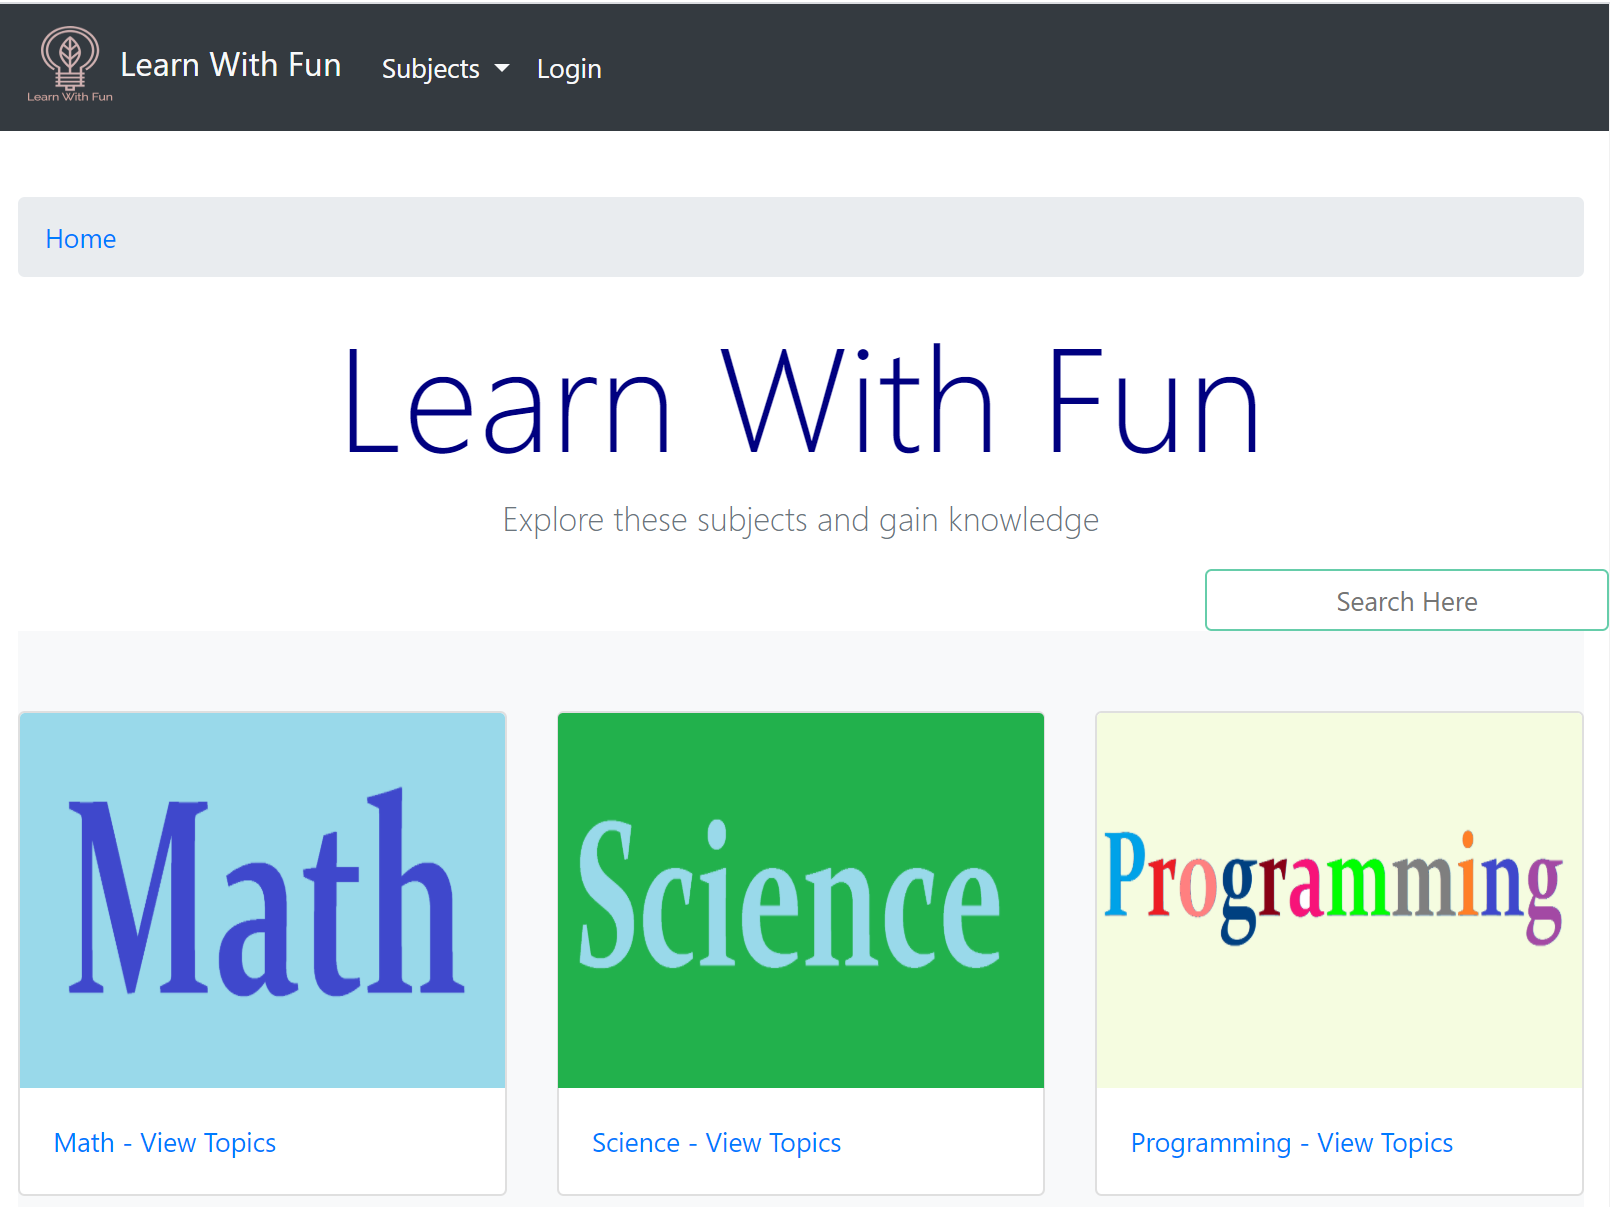 Learn With Fun
Learn With Fun Subjects Login
Home
Learn With Fun
Explore these subjects and gain knowledge
Search Here
Math
Science
Programming
Math - View Topics
Science - View Topics
Programming - View Topics